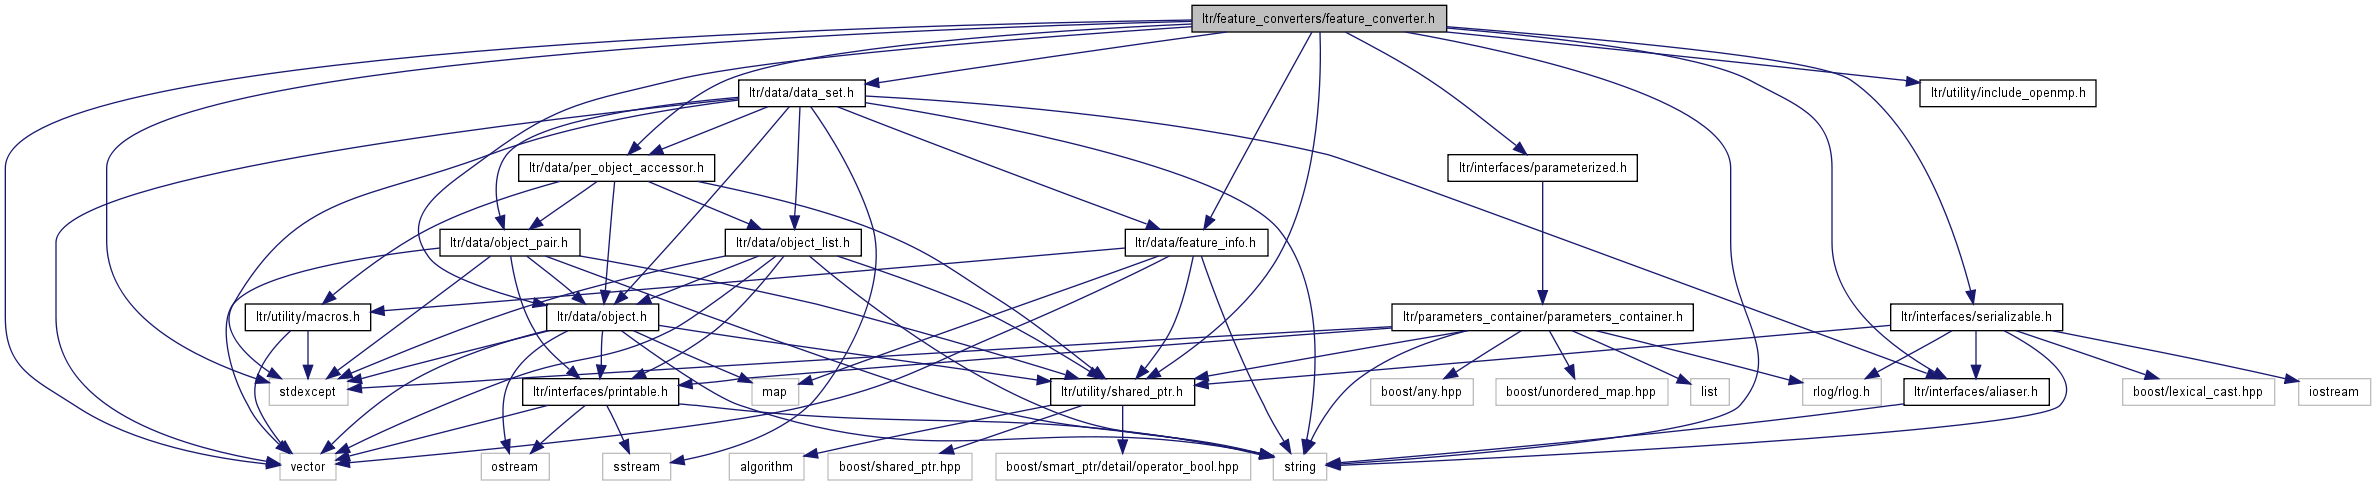 ltr/feature_converters/feature_converter.h
ltr/data/data_set.h
ltr/utility/include_openmp.h
ltr/data/per_object_accessor.h
ltr/interfaces/parameterized.h
ltr/data/object_pair.h
ltr/data/object_list.h
ltr/data/feature_info.h
ltr/utility/macros.h
ltr/data/object.h
ltr/parameters_container/parameters_container.h
ltr/interfaces/serializable.h
stdexcept
ltr/interfaces/printable.h
map
ltr/utility/shared_ptr.h
boost/any.hpp
boost/unordered_map.hpp
list
rlog/rlog.h
ltr/interfaces/aliaser.h
boost/lexical_cast.hpp
iostream
vector
ostream
sstream
algorithm
boost/shared_ptr.hpp
boost/smart_ptr/detail/operator_bool.hpp
string